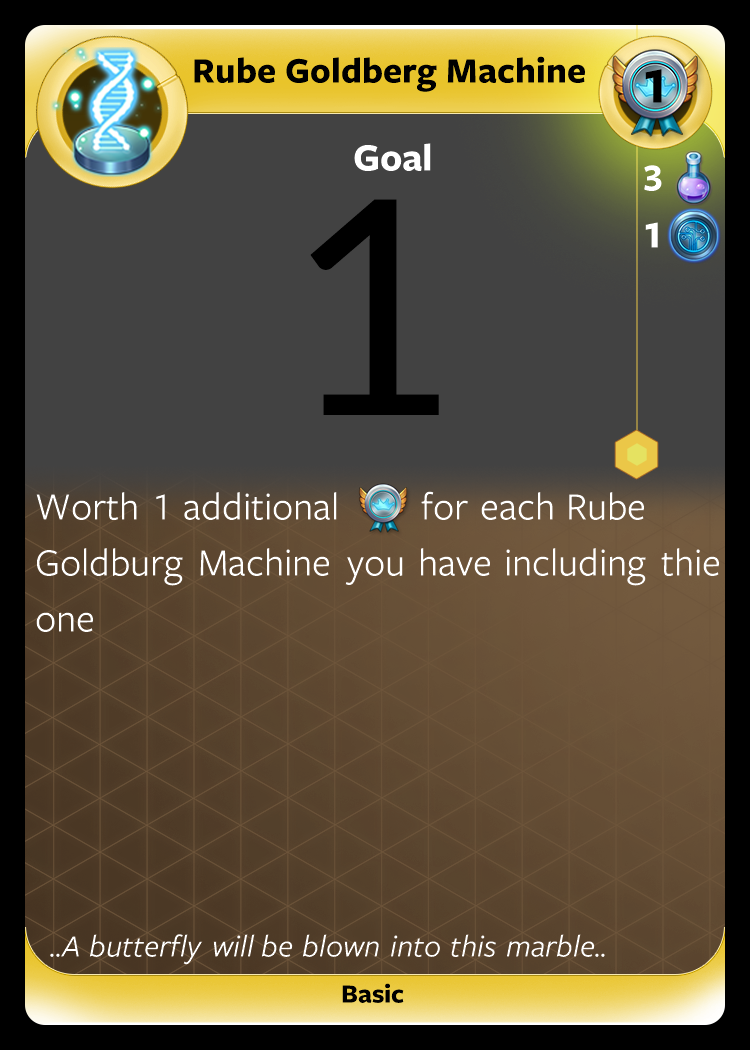 Rube Goldberg Machine
1
Goal
3
1
1
Worth 1 additional for each Rube
Goldburg Machine you have including thie
one
..A butterfly will be blown into this marble..
Basic